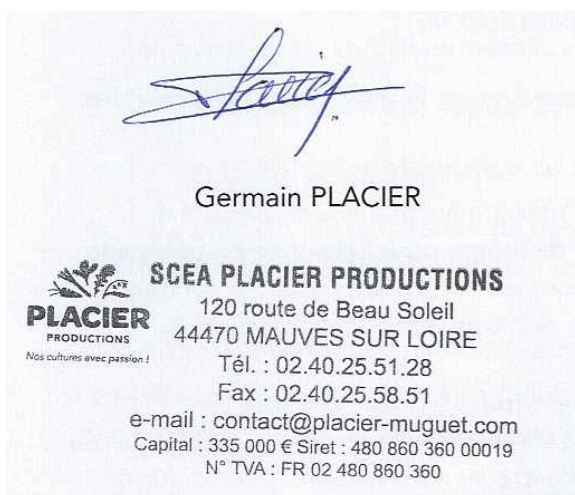 Germain PLACIER
SCEA PLACIER PRODUCTIONS
PLACIER
PRODUCTIONS
Nos cultures avec passion !
120 route de Beau Soleil
44470 MAUVES SUR LOIRE
Tél. : 02.40.25.51.28
Fax : 02.40.25.58.51
e-mail : contact@placier-muguet.com
Capital : 335 000 € Siret : 480 860 360 00019
N° TVA : FR 02 480 860 360